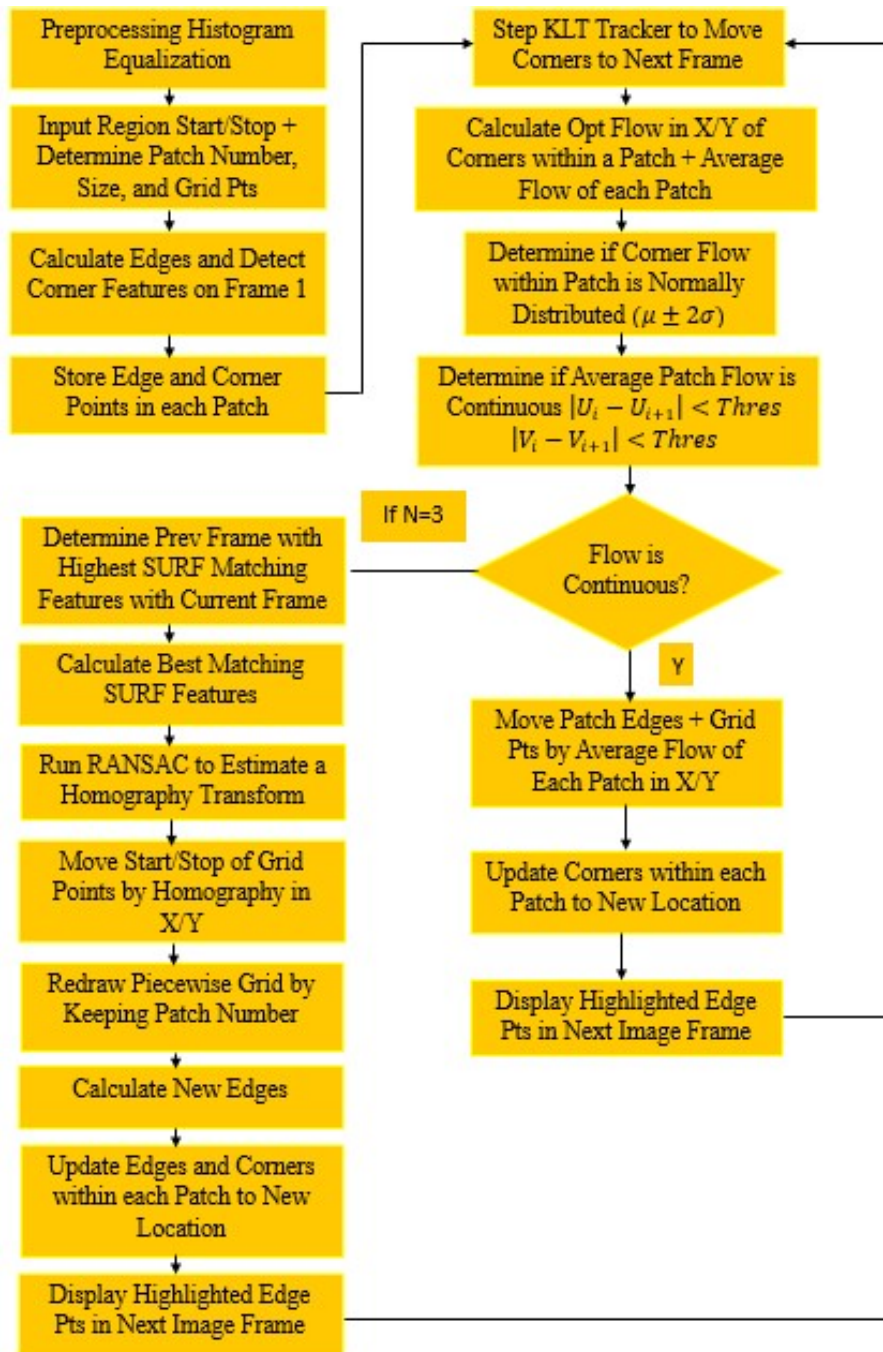 Preprocessing Histogram
Equalization
Input Region Start/Stop +
Determine Patch Number,
Size, and Grid Pts
Calculate Edges and Detect
Corner Features on Frame 1
Store Edge and Corner
Points in each Patch
Step KLT Tracker to Move
Corners to Next Frame
Calculate Opt Flow in X/Y of
Corners within a Patch + Average
Flow of each Patch
Determine if Corner Flow
within Patch is Normally
Distributed (μ ± 2σ)
Determine if Average Patch Flow is
Continuous |U_i − U_{i+1}| < Thres
|V_i − V_{i+1}| < Thres
Flow is
Continuous?
If N=3
Determine Prev Frame with
Highest SURF Matching
Features with Current Frame
Calculate Best Matching
SURF Features
Run RANSAC to Estimate a
Homography Transform
Move Start/Stop of Grid
Points by Homography in
X/Y
Redraw Piecewise Grid by
Keeping Patch Number
Calculate New Edges
Update Edges and Corners
within each Patch to New
Location
Display Highlighted Edge
Pts in Next Image Frame
Y
Move Patch Edges + Grid
Pts by Average Flow of
Each Patch in X/Y
Update Corners within each
Patch to New Location
Display Highlighted Edge
Pts in Next Image Frame